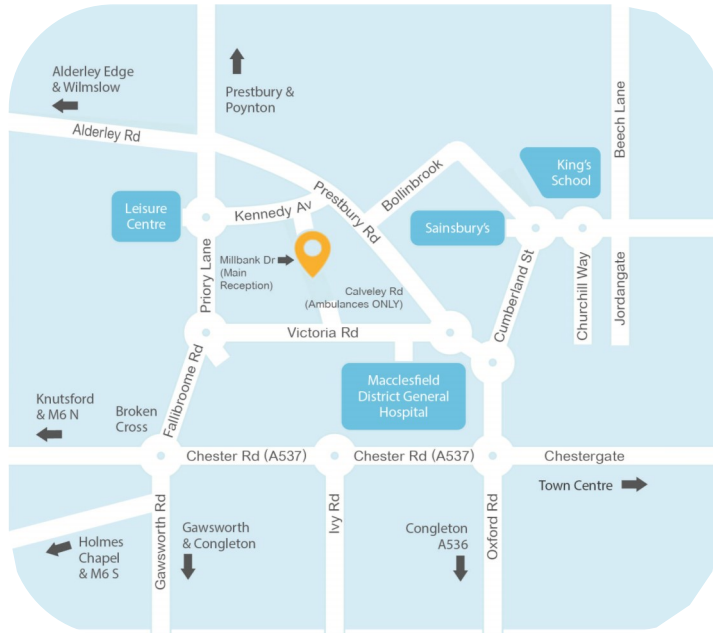 Alderley Edge
& Wilmslow
Prestbury &
Poynton
Alderley Rd
Beech Lane
King's
School
Bollinbrook
Prestbury Rd
Kennedy Av
Leisure
Centre
Sainsbury's
Millbank Dr
(Main
Reception)
Priory Lane
Calveley Rd
(Ambulances ONLY)
Cumberland St
Churchill Way
Jordangate
Victoria Rd
Fallibroome Rd
Macclesfield
District General
Hospital
Knutsford
& M6 N
Broken
Cross
Chester Rd (A537)
Chester Rd (A537)
Chestergate
Town Centre
Gawsworth Rd
Ivy Rd
Oxford Rd
Gawsworth
& Congleton
Congleton
A536
Holmes
Chapel
& M6 S